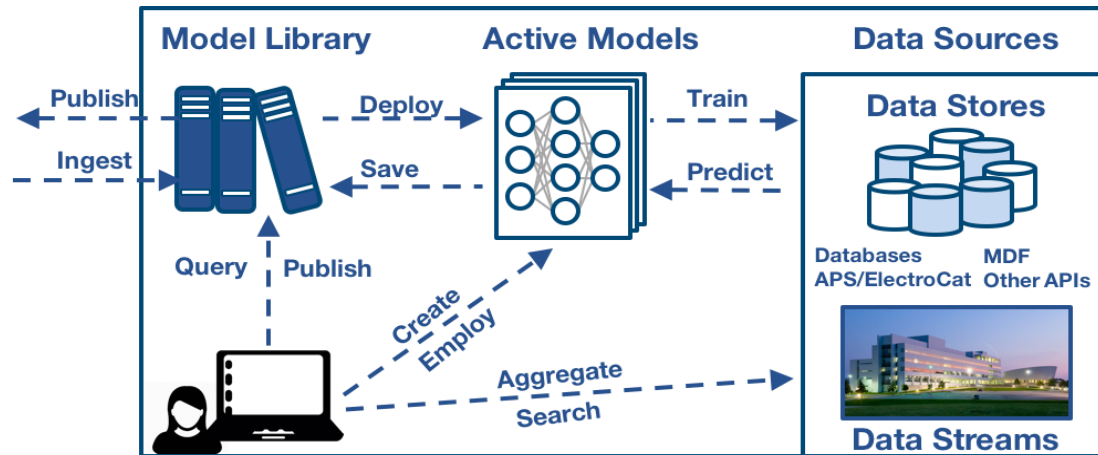 Model Library
Active Models
Data Sources
Publish
Deploy
Train
Data Stores
Ingest
Save
Predict
Query
Publish
Databases
MDF
APS/ElectroCat
Other APIs
Create
Employ
Aggregate
Search
Data Streams